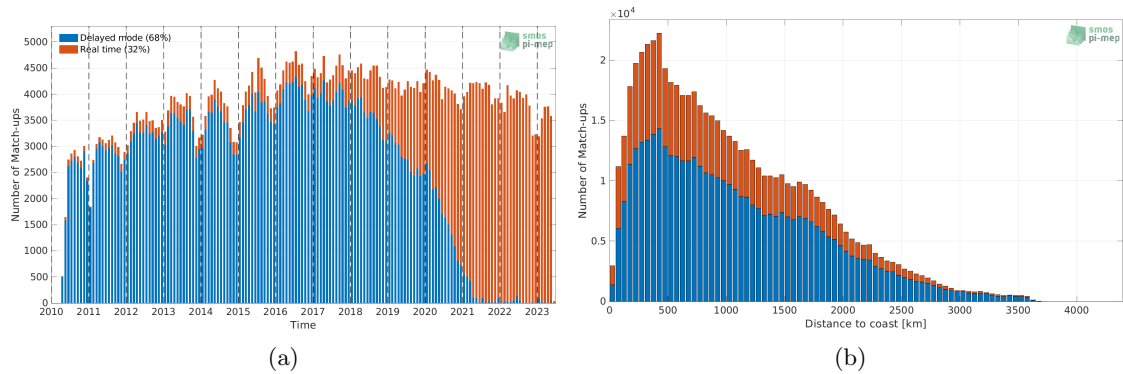 Delayed mode (68%)
Real time (32%)
smos
pi-mep
Number of Match-ups
5000
4500
4000
3500
3000
2500
2000
1500
1000
500
0
2010 2011 2012 2013 2014 2015 2016 2017 2018 2019 2020 2021 2022 2023
Time
(a)
×10⁴
smos
pi-mep
Number of Match-ups
2
1.5
1
0.5
0
0 500 1000 1500 2000 2500 3000 3500 4000
Distance to coast [km]
(b)